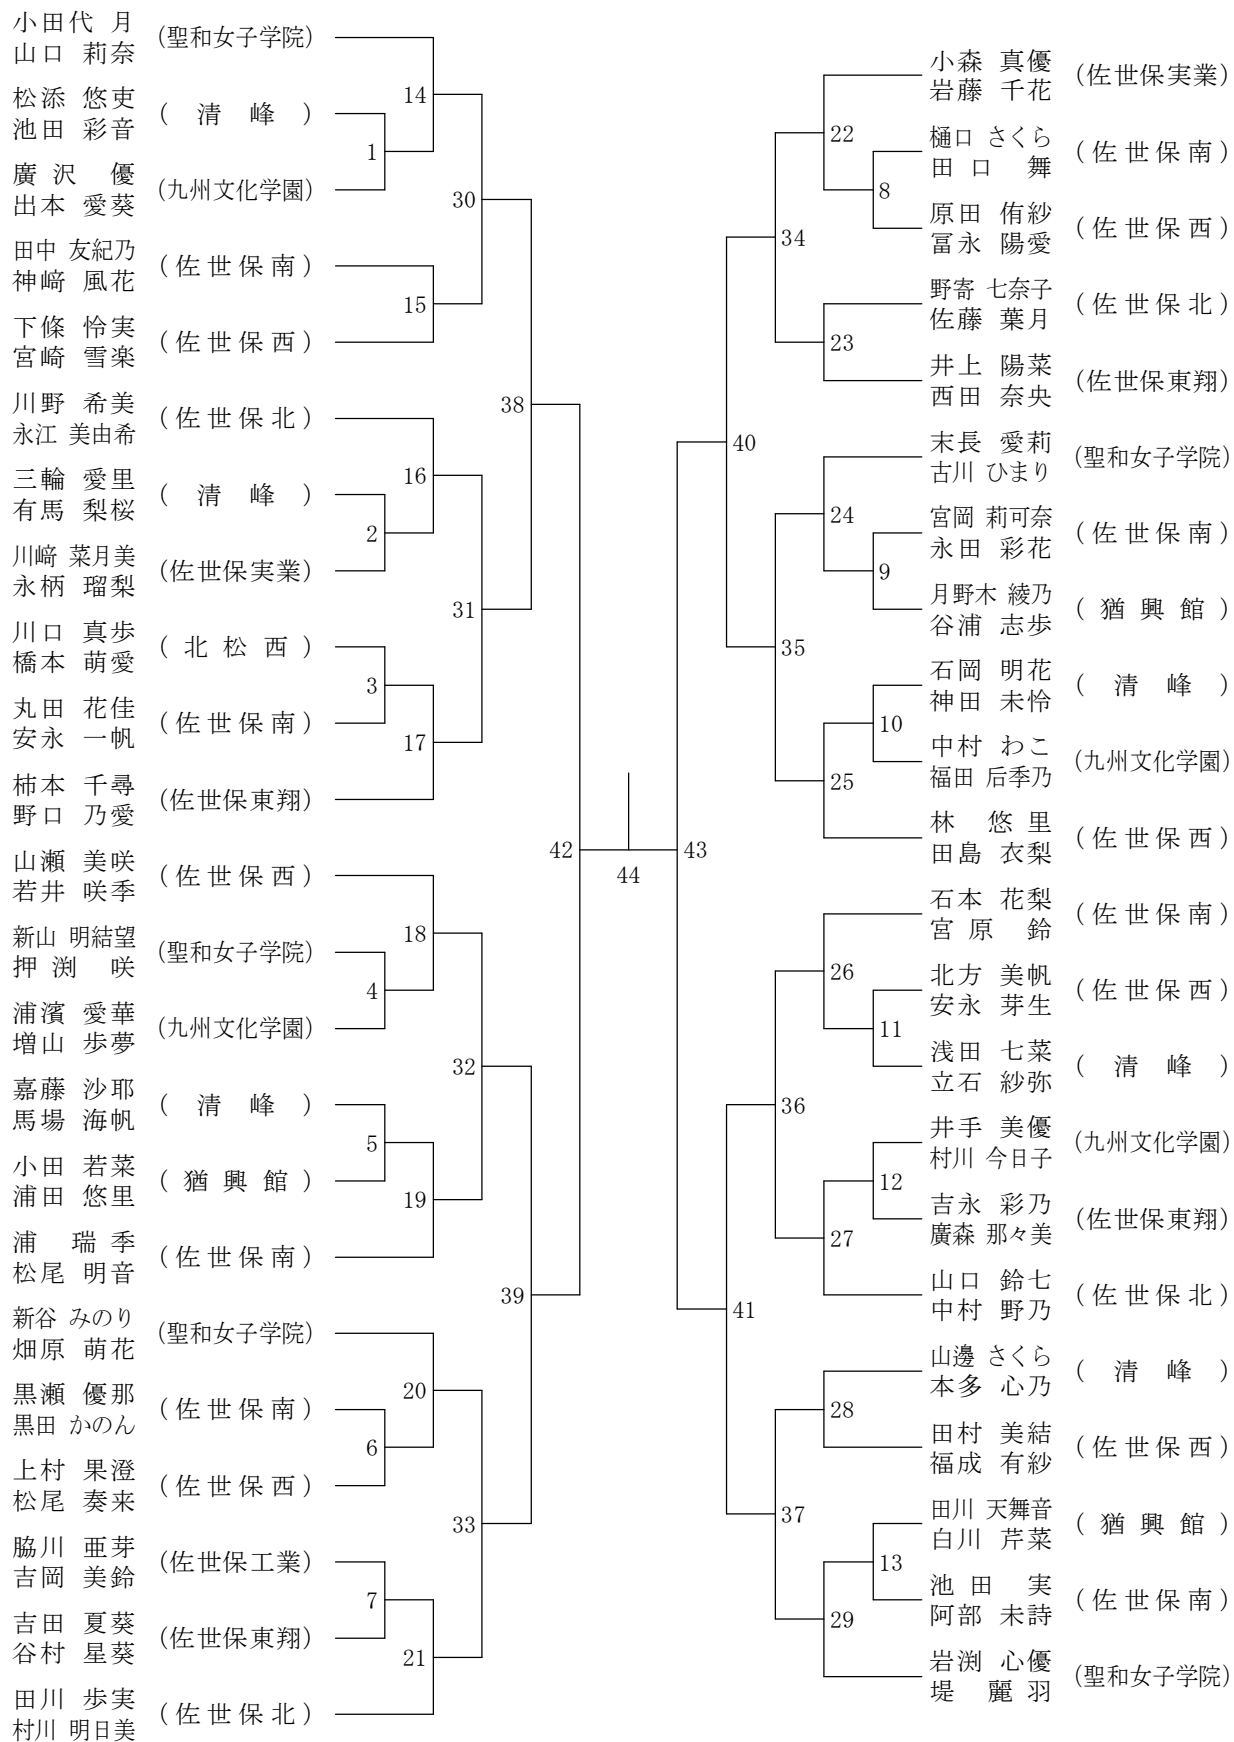 小田代 月
山口 莉奈
(聖和女子学院)
松添 悠吏
池田 彩音
(清峰)
廣沢 優
出本 愛葵
(九州文化学園)
田中 友紀乃
神﨑 風花
(佐世保南)
下條 怜実
宮崎 雪楽
(佐世保西)
川野 希美
永江 美由希
(佐世保北)
三輪 愛里
有馬 梨桜
(清峰)
川﨑 菜月美
永柄 瑠梨
(佐世保実業)
川口 真歩
橋本 萌愛
(北松西)
丸田 花佳
安永 一帆
(佐世保南)
柿本 千尋
野口 乃愛
(佐世保東翔)
山瀬 美咲
若井 咲季
(佐世保西)
新山 明結望
押渕 咲
(聖和女子学院)
浦濱 愛華
増山 歩夢
(九州文化学園)
嘉藤 沙耶
馬場 海帆
(清峰)
小田 若菜
浦田 悠里
(猶興館)
浦 瑞季
松尾 明音
(佐世保南)
新谷 みのり
畑原 萌花
(聖和女子学院)
黒瀬 優那
黒田 かのん
(佐世保南)
上村 果澄
松尾 奏来
(佐世保西)
脇川 亜芽
吉岡 美鈴
(佐世保工業)
吉田 夏葵
谷村 星葵
(佐世保東翔)
田川 歩実
村川 明日美
(佐世保北)
14
1
30
15
38
16
2
31
3
17
42
18
4
32
5
19
39
20
6
33
7
21
44
43
22
8
34
23
40
24
9
35
10
25
26
11
36
12
27
41
28
37
13
29
小森 真優
岩藤 千花
(佐世保実業)
樋口 さくら
田口 舞
(佐世保南)
原田 侑紗
冨永 陽愛
(佐世保西)
野寄 七奈子
佐藤 葉月
(佐世保北)
井上 陽菜
西田 奈央
(佐世保東翔)
末長 愛莉
古川 ひまり
(聖和女子学院)
宮岡 莉可奈
永田 彩花
(佐世保南)
月野木 綾乃
谷浦 志歩
(猶興館)
石岡 明花
神田 未怜
(清峰)
中村 わこ
福田 后季乃
(九州文化学園)
林 悠里
田島 衣梨
(佐世保西)
石本 花梨
宮原 鈴
(佐世保南)
北方 美帆
安永 芽生
(佐世保西)
浅田 七菜
立石 紗弥
(清峰)
井手 美優
村川 今日子
(九州文化学園)
吉永 彩乃
廣森 那々美
(佐世保東翔)
山口 鈴七
中村 野乃
(佐世保北)
山邊 さくら
本多 心乃
(清峰)
田村 美結
福成 有紗
(佐世保西)
田川 天舞音
白川 芹菜
(猶興館)
池田 実
阿部 未詩
(佐世保南)
岩渕 心優
堤 麗羽
(聖和女子学院)